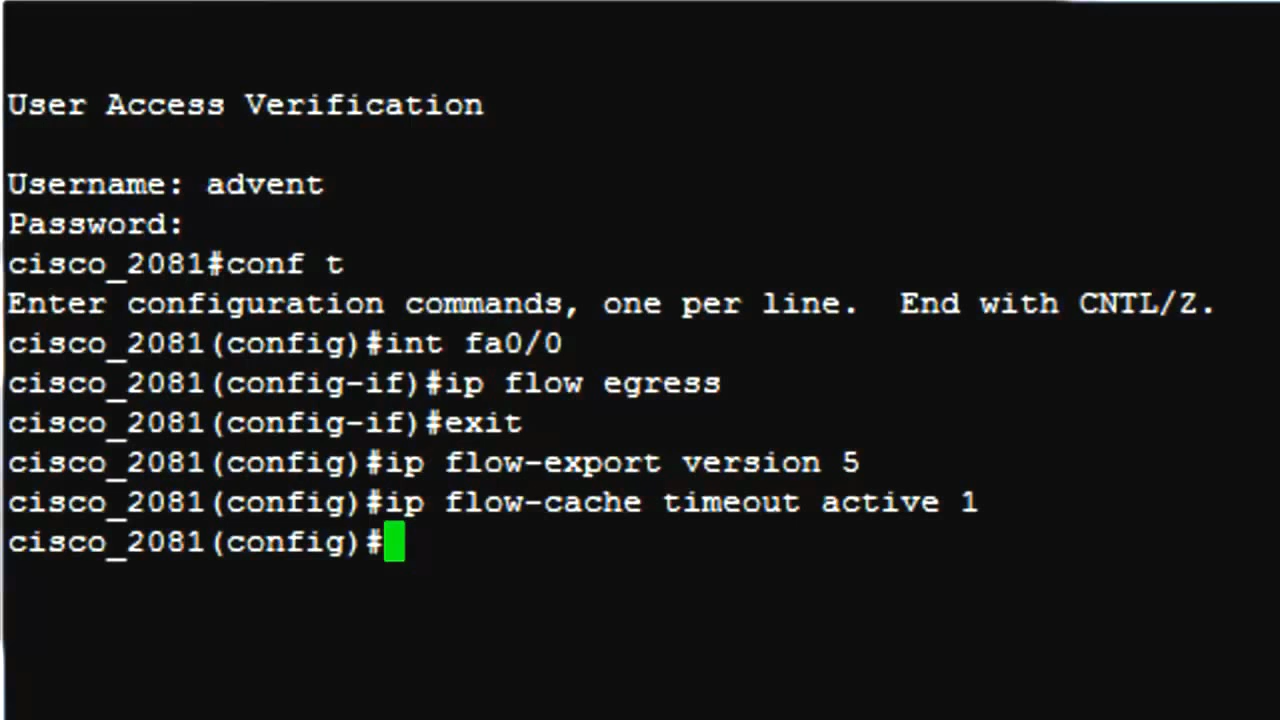 User Access Verification
Username: advent
Password:
cisco_2081#conf t
Enter configuration commands, one per line.  End with CNTL/Z.
cisco_2081(config)#int fa0/0
cisco_2081(config-if)#ip flow egress
cisco_2081(config-if)#exit
cisco_2081(config)#ip flow-export version 5
cisco_2081(config)#ip flow-cache timeout active 1
cisco_2081(config)#